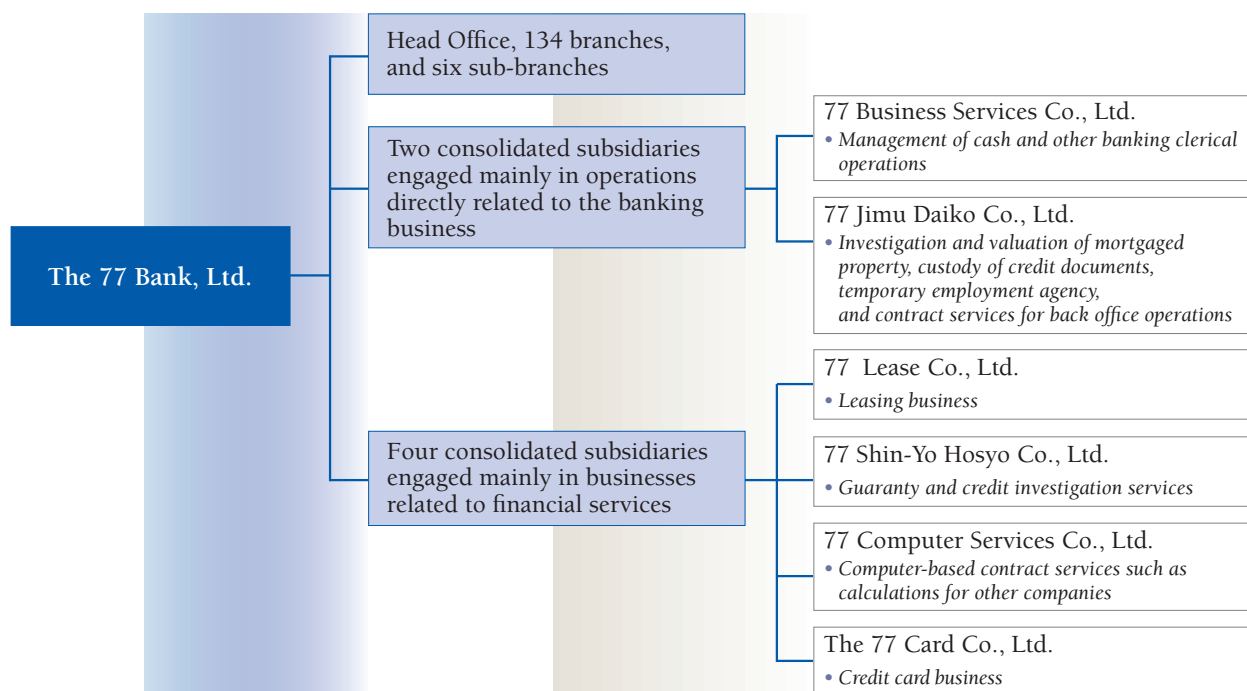 The 77 Bank, Ltd.
Head Office, 134 branches,
and six sub-branches
Two consolidated subsidiaries
engaged mainly in operations
directly related to the banking
business
77 Business Services Co., Ltd.
• Management of cash and other banking clerical
operations
77 Jimu Daiko Co., Ltd.
• Investigation and valuation of mortgaged
property, custody of credit documents,
temporary employment agency,
and contract services for back office operations
Four consolidated subsidiaries
engaged mainly in businesses
related to financial services
77 Lease Co., Ltd.
• Leasing business
77 Shin-Yo Hosyo Co., Ltd.
• Guaranty and credit investigation services
77 Computer Services Co., Ltd.
• Computer-based contract services such as
calculations for other companies
The 77 Card Co., Ltd.
• Credit card business